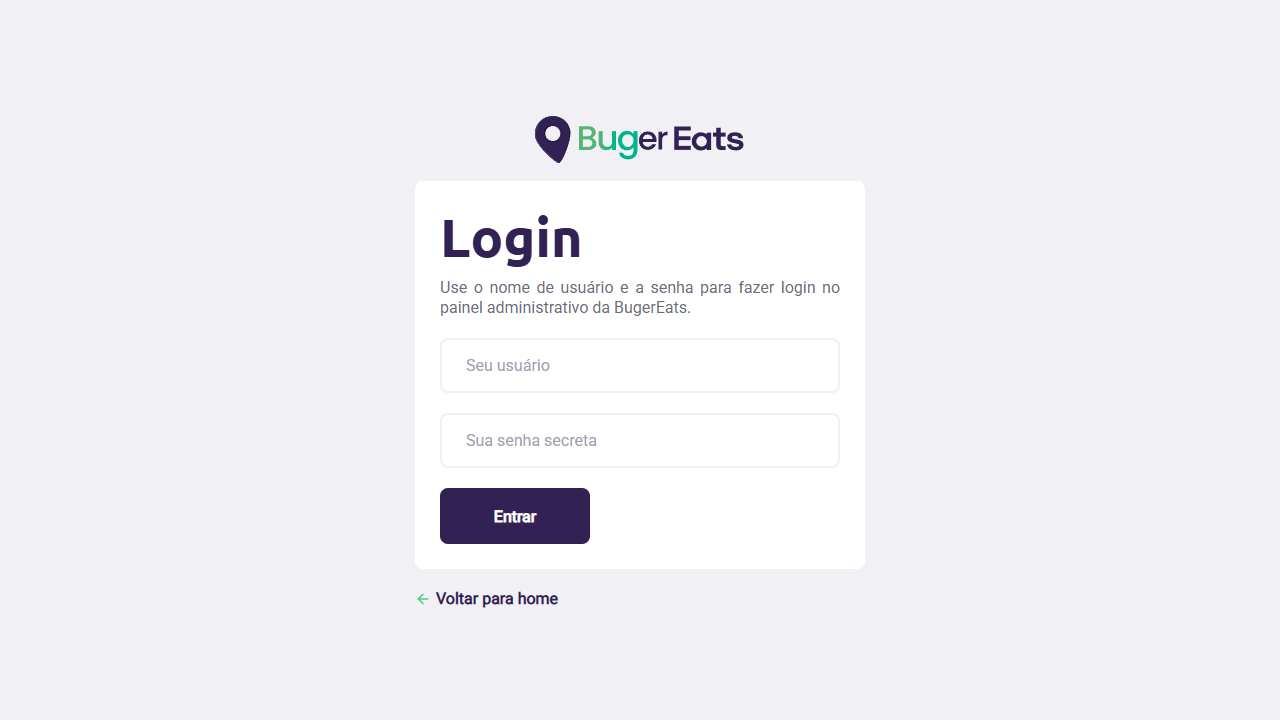 Buger Eats
Login
Use o nome de usuário e a senha para fazer login no
painel administrativo da BugerEats.
Seu usuário
Sua senha secreta
Entrar
Voltar para home